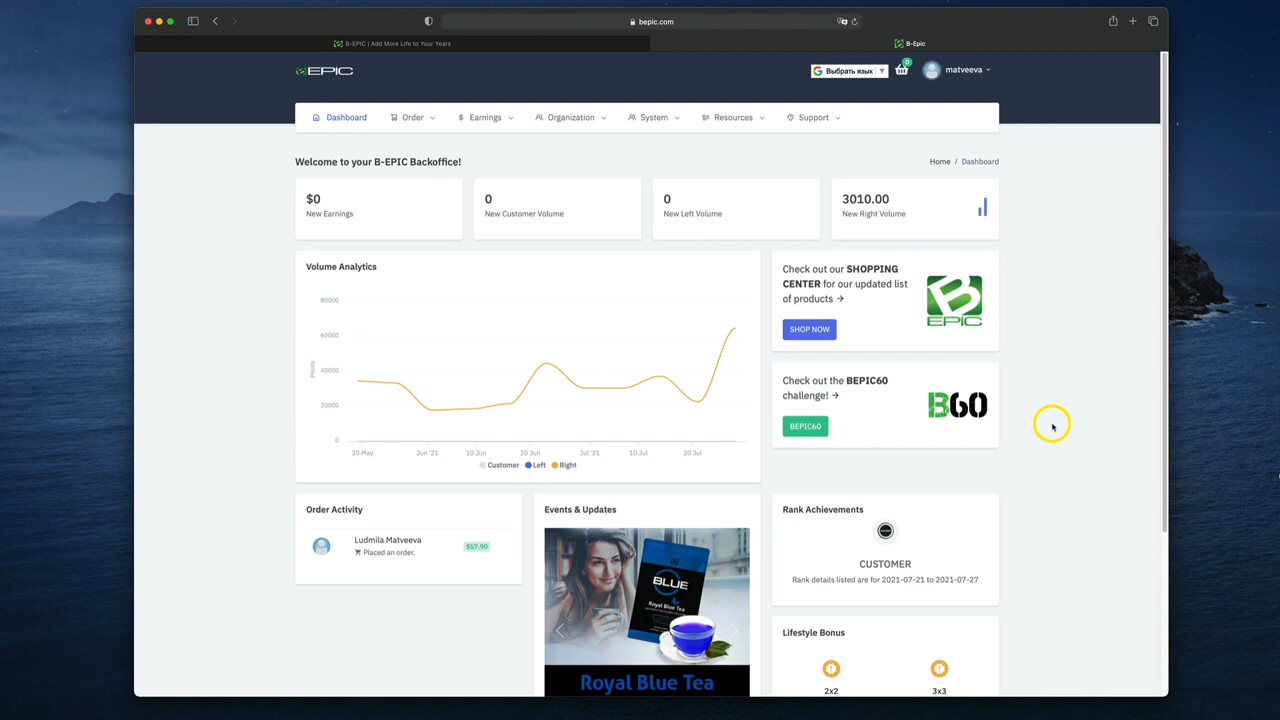 bepic.com
B-EPIC | Add More Life to Your Years
B-Epic
EPIC
Выбрать язык ▼
0
matveeva
Dashboard
Order
$ Earnings
Organization
System
Resources
Support
Welcome to your B-EPIC Backoffice!
Home / Dashboard
$0
New Earnings
0
New Customer Volume
0
New Left Volume
3010.00
New Right Volume
Volume Analytics
80000
60000
40000
20000
0
Points
20 May
Jun '21
10 Jun
20 Jun
Jul '21
10 Jul
20 Jul
Customer
Left
Right
Check out our SHOPPING
CENTER for our updated list
of products →
SHOP NOW
B
EPIC
Check out the BEPIC60
challenge! →
BEPIC60
B60
Order Activity
Ludmila Matveeva
Placed an order.
$57.90
Events & Updates
BLUE
Royal Blue Tea
Royal Blue Tea
Rank Achievements
CUSTOMER
Rank details listed are for 2021-07-21 to 2021-07-27
Lifestyle Bonus
2x2
3x3